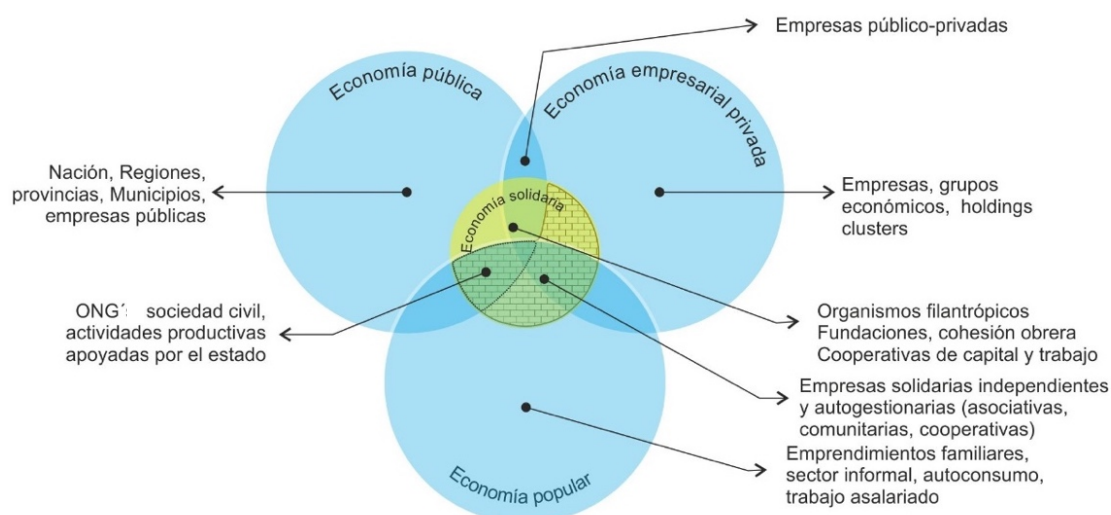 Empresas público-privadas
Economía pública
Economía empresarial privada
Nación, Regiones,
provincias, Municipios,
empresas públicas
Empresas, grupos
económicos, holdings
clusters
Economía solidaria
ONG´s sociedad civil,
actividades productivas
apoyadas por el estado
Organismos filantrópicos
Fundaciones, cohesión obrera
Cooperativas de capital y trabajo
Empresas solidarias independientes
y autogestionarias (asociativas,
comunitarias, cooperativas)
Emprendimientos familiares,
sector informal, autoconsumo,
trabajo asalariado
Economía popular